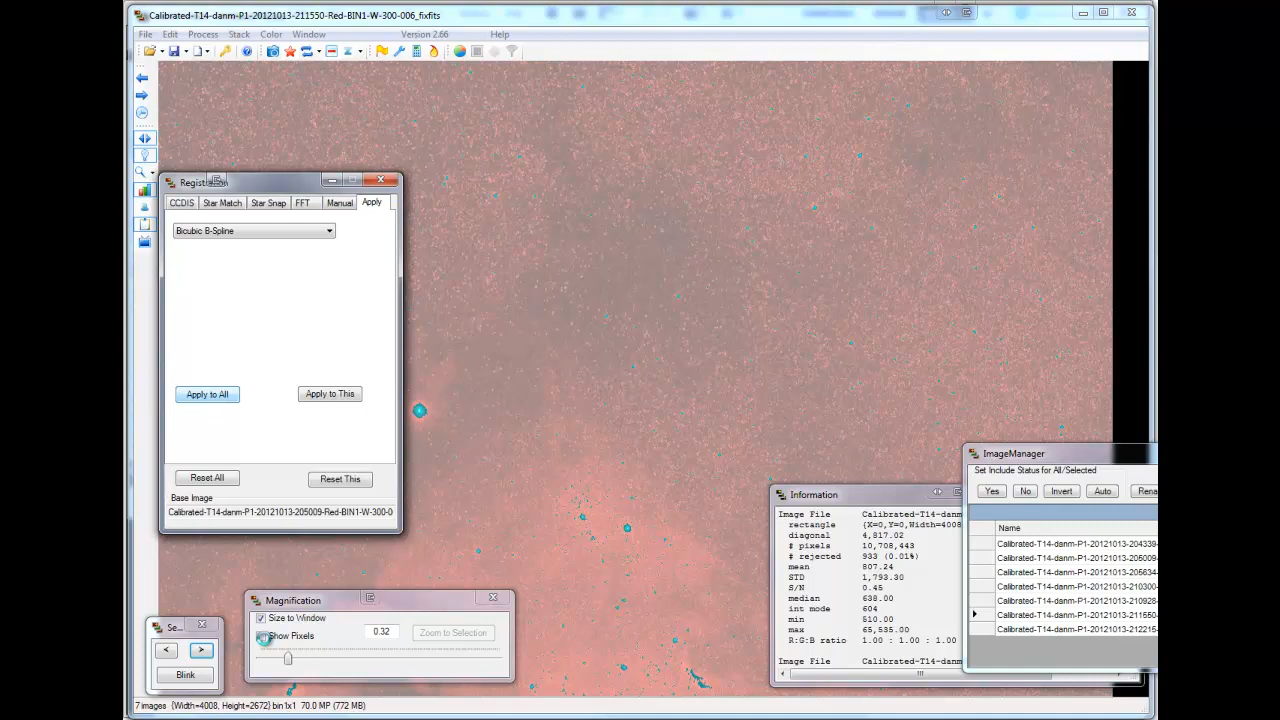 Calibrated-T14-danm-P1-20121013-211550-Red-BIN1-W-300-006_fixfits
File Edit Process Stack Color Window Version 2.66 Help
Registration
CCDIS Star Match Star Snap FFT Manual Apply
Bicubic B-Spline
Apply to All Apply to This
Reset All Reset This
Base Image
Calibrated-T14-danm-P1-20121013-205009-Red-BIN1-W-300-0
Magnification
Size to Window
Show Pixels
0.32
Zoom to Selection
Se...
< >
Blink
Information
Image File Calibrated-T14-danm
rectangle {X=0,Y=0,Width=4008,
diagonal 4,817.02
# pixels 10,708,443
# rejected 933 (0.01%)
mean 807.24
STD 1,793.30
S/N 0.45
median 638.00
int mode 604
min 510.00
max 65,535.00
R:G:B ratio 1.00 : 1.00 : 1.00
Image File Calibrated-T14-danm
ImageManager
Set Include Status for All/Selected
Yes No Invert Auto Rena
Name
Calibrated-T14-danm-P1-20121013-204339-
Calibrated-T14-danm-P1-20121013-205009-
Calibrated-T14-danm-P1-20121013-205634-
Calibrated-T14-danm-P1-20121013-210300-
Calibrated-T14-danm-P1-20121013-210928-
Calibrated-T14-danm-P1-20121013-211550-
Calibrated-T14-danm-P1-20121013-212215-
7 images {Width=4008, Height=2672} bin1x1 70.0 MP (772 MB)